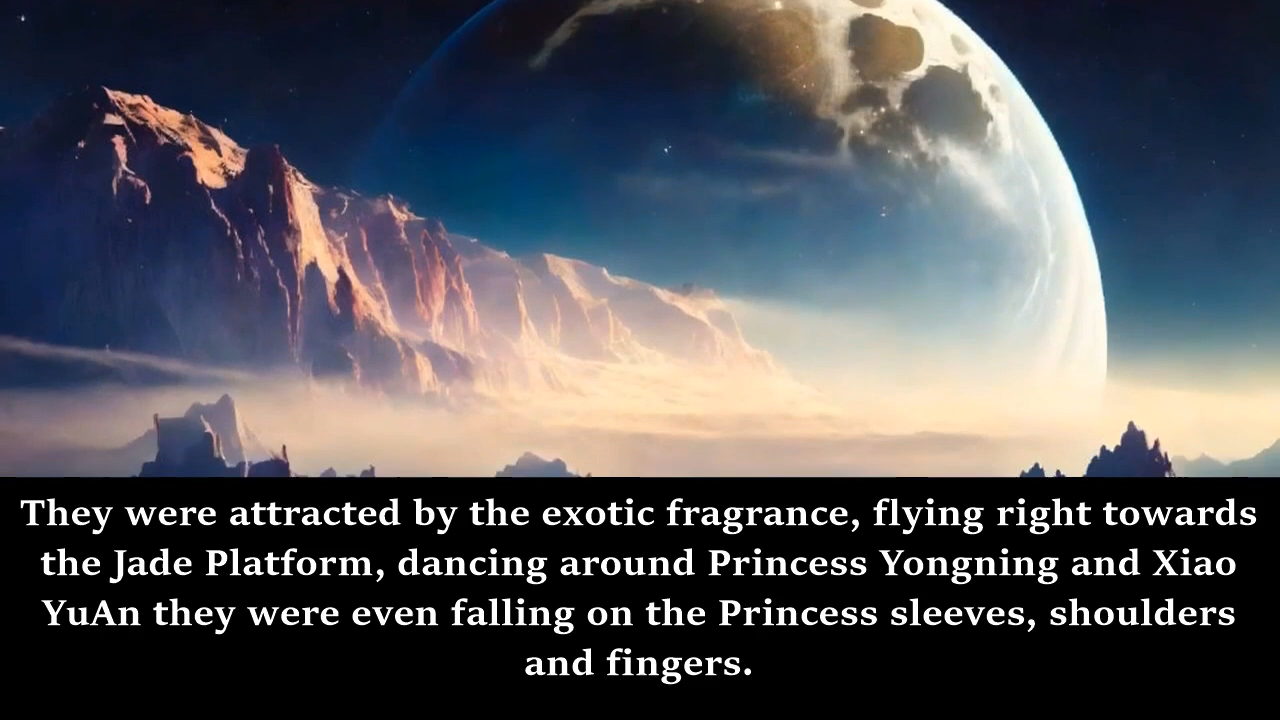 They were attracted by the exotic fragrance, flying right towards
the Jade Platform, dancing around Princess Yongning and Xiao
YuAn they were even falling on the Princess sleeves, shoulders
and fingers.